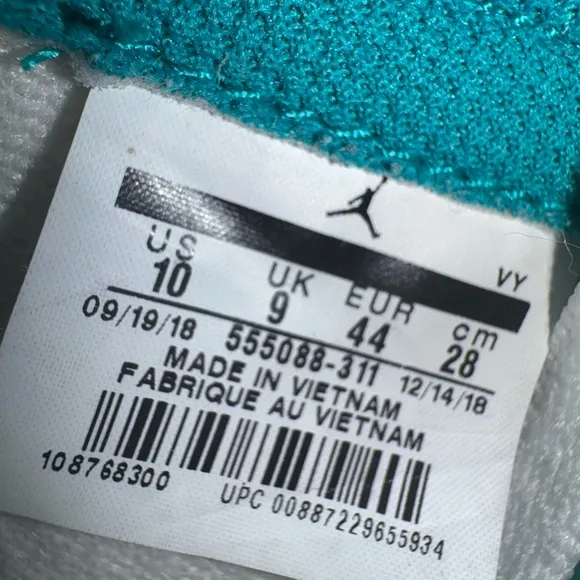 VY
US UK EUR cm
10 9 44 28
09/19/18 555088-311 12/14/18
MADE IN VIETNAM
FABRIQUE AU VIETNAM
108768300 UPC 00887229655934